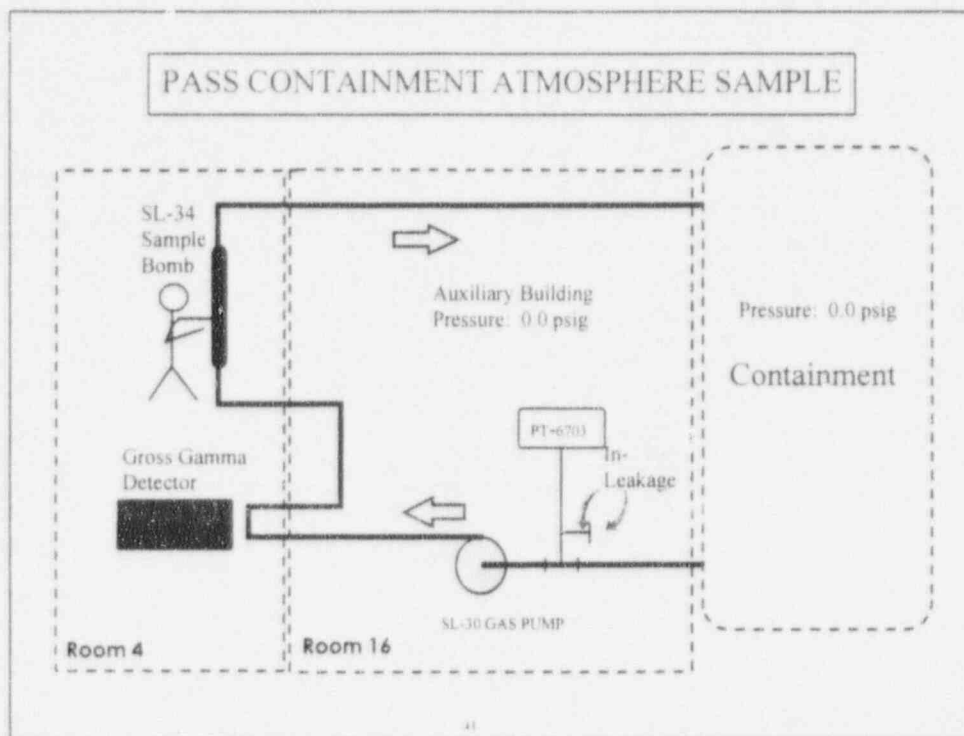 PASS CONTAINMENT ATMOSPHERE SAMPLE
SL-34
Sample
Bomb
Auxiliary Building
Pressure: 0.0 psig
Pressure: 0.0 psig
Containment
PT-6703
In-
Leakage
Gross Gamma
Detector
SL-30 GAS PUMP
Room 4
Room 16